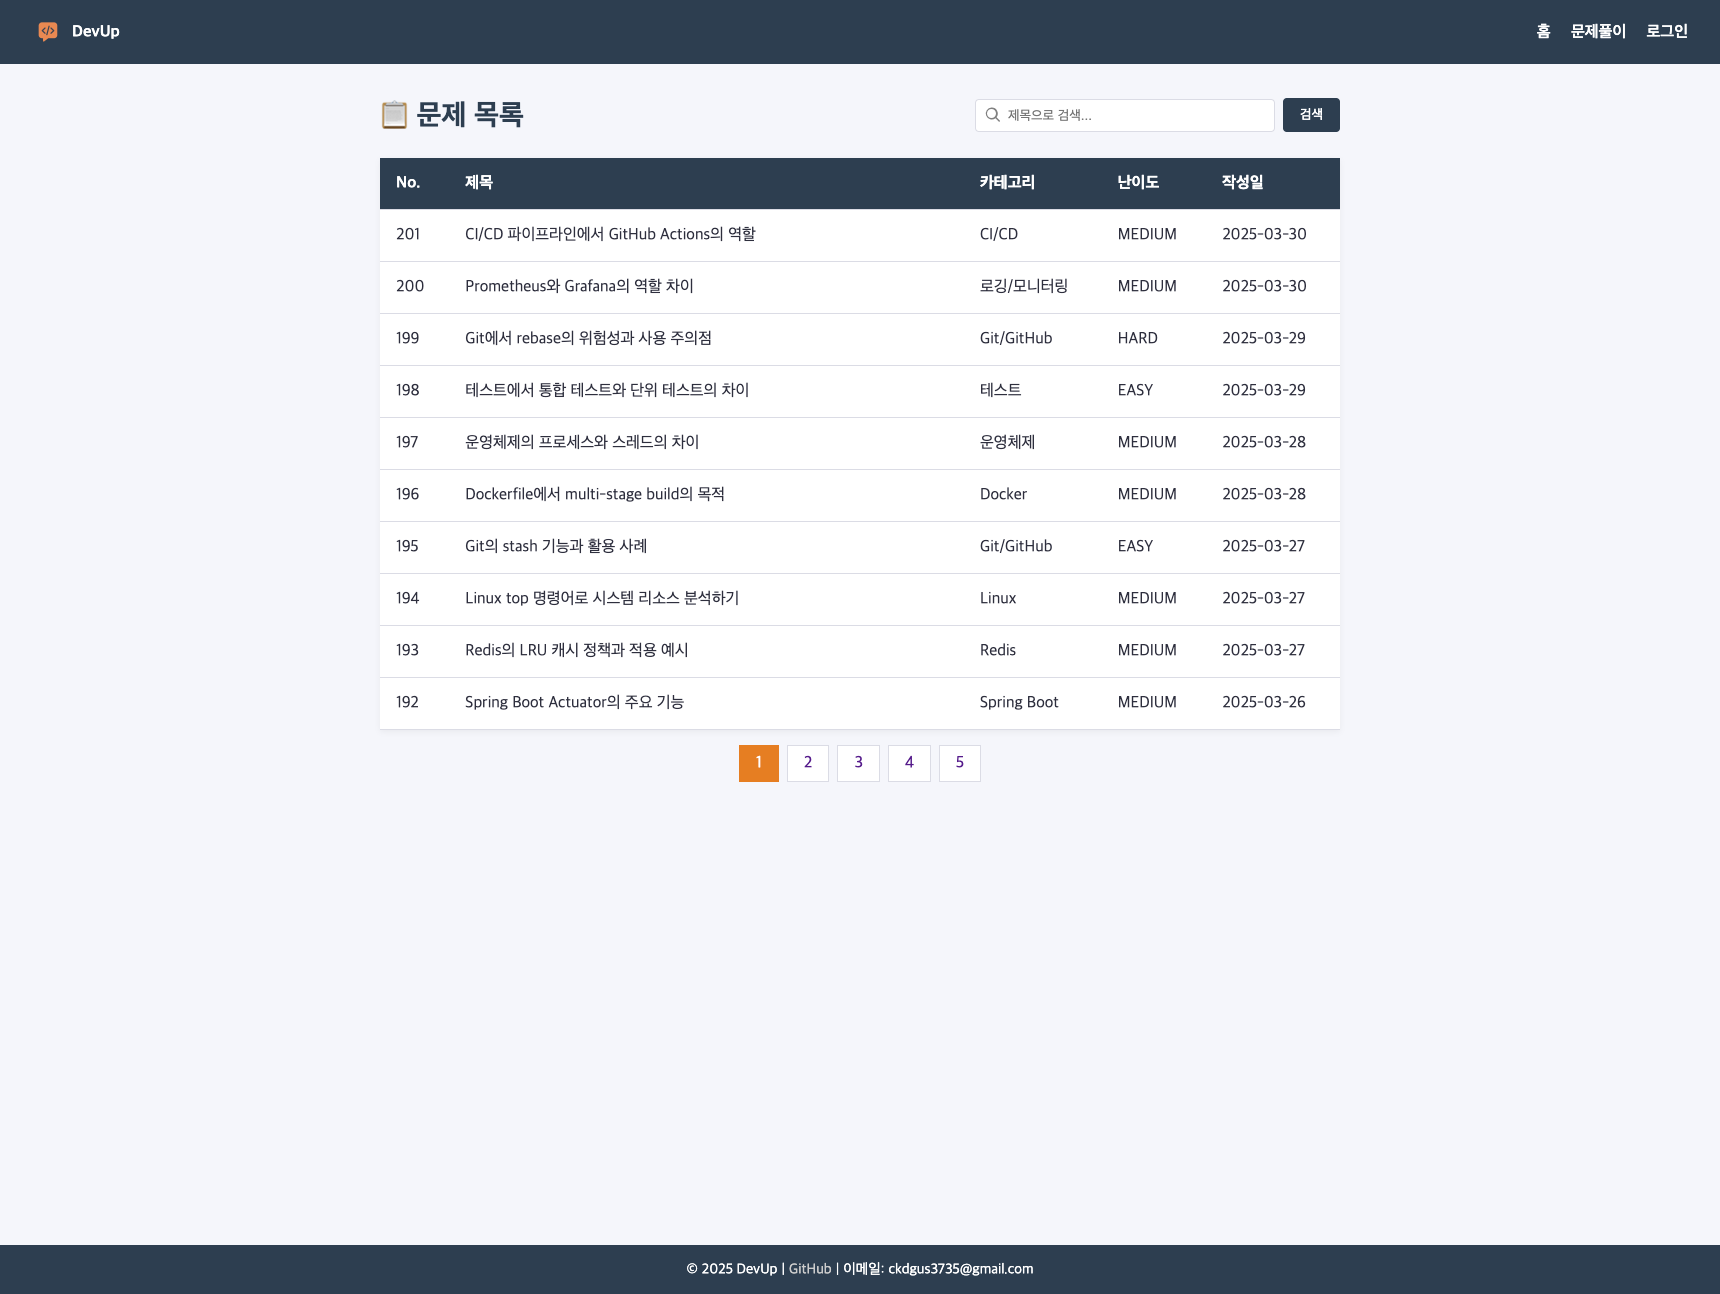 DevUp 홈 문제풀이 로그인
문제 목록 제목으로 검색... 검색
No. 제목 카테고리 난이도 작성일
201 CI/CD 파이프라인에서 GitHub Actions의 역할 CI/CD MEDIUM 2025-03-30
200 Prometheus와 Grafana의 역할 차이 로깅/모니터링 MEDIUM 2025-03-30
199 Git에서 rebase의 위험성과 사용 주의점 Git/GitHub HARD 2025-03-29
198 테스트에서 통합 테스트와 단위 테스트의 차이 테스트 EASY 2025-03-29
197 운영체제의 프로세스와 스레드의 차이 운영체제 MEDIUM 2025-03-28
196 Dockerfile에서 multi-stage build의 목적 Docker MEDIUM 2025-03-28
195 Git의 stash 기능과 활용 사례 Git/GitHub EASY 2025-03-27
194 Linux top 명령어로 시스템 리소스 분석하기 Linux MEDIUM 2025-03-27
193 Redis의 LRU 캐시 정책과 적용 예시 Redis MEDIUM 2025-03-27
192 Spring Boot Actuator의 주요 기능 Spring Boot MEDIUM 2025-03-26
1 2 3 4 5
© 2025 DevUp | GitHub | 이메일: ckdgus3735@gmail.com